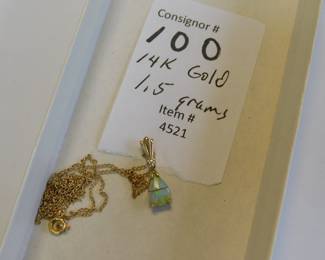 Consignor #
100
14K Gold
1.5 grams
Item #
4521